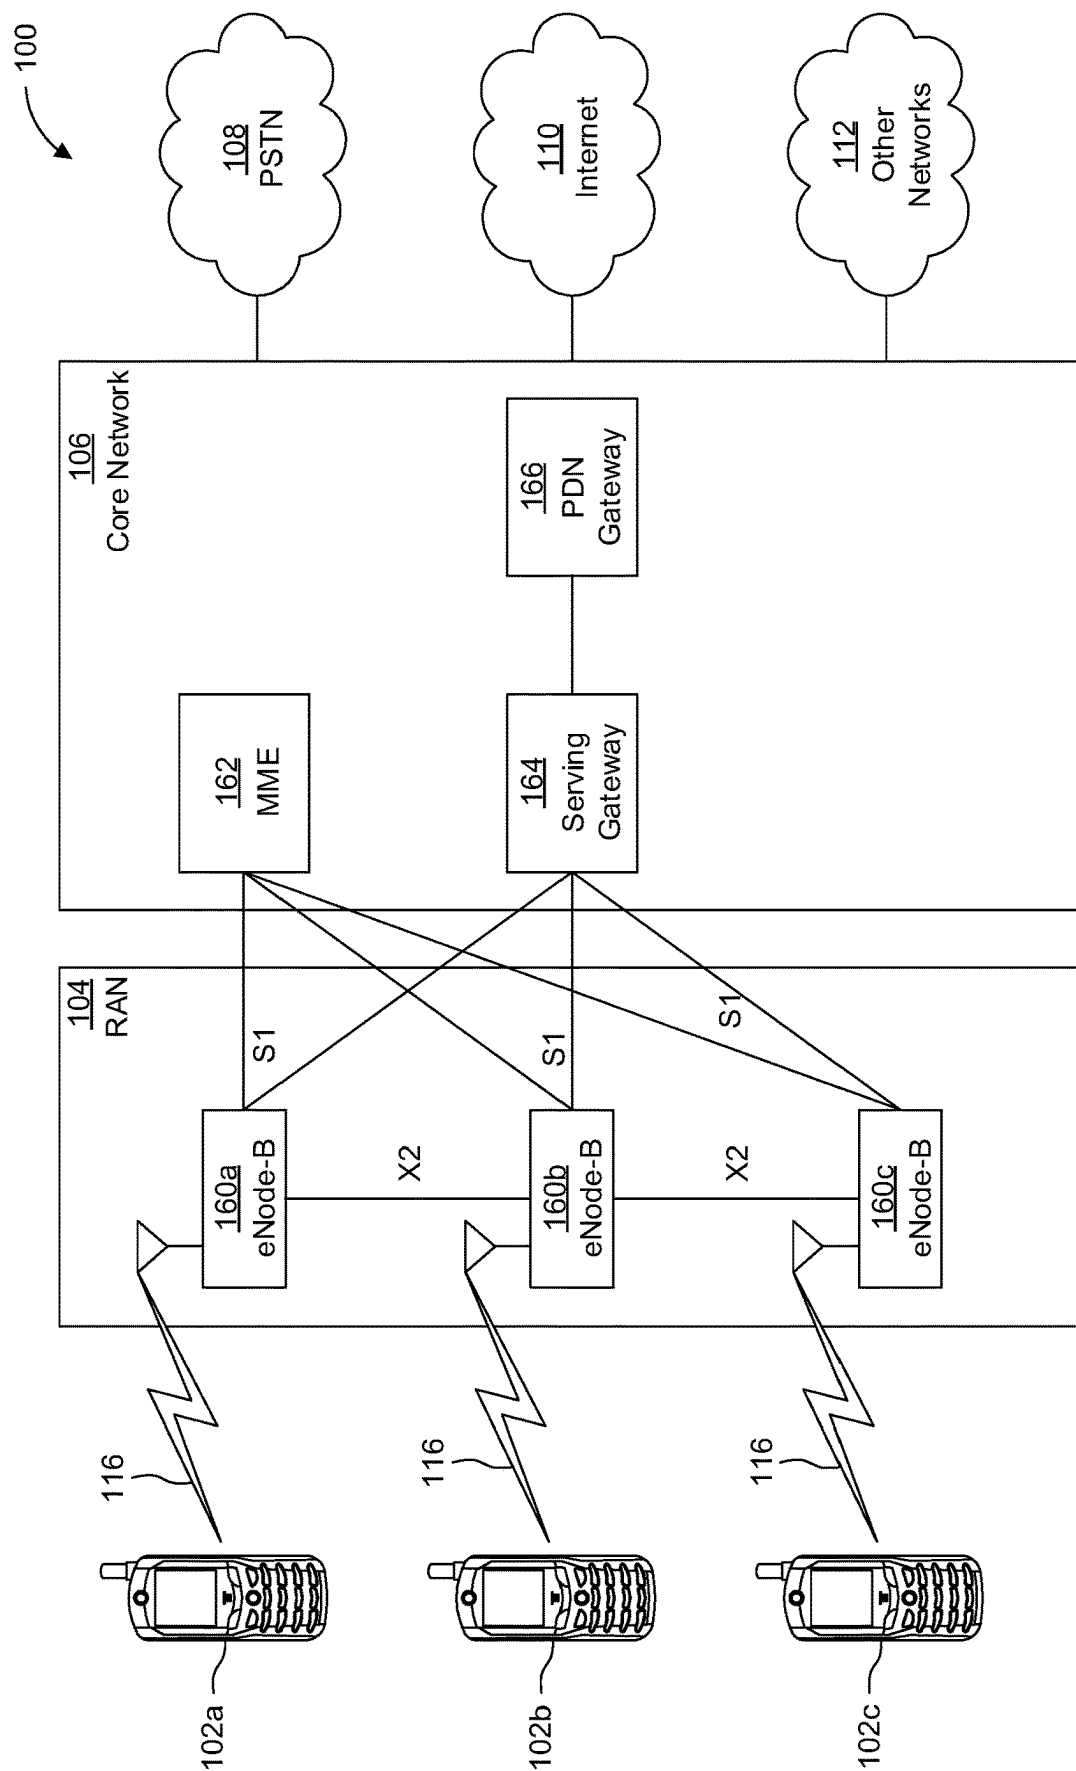 100
108
PSTN
110
Internet
112
Other
Networks
106
Core Network
162
MME
164
Serving
Gateway
166
PDN
Gateway
104
RAN
S1
S1
S1
160a
eNode-B
X2
160b
eNode-B
X2
160c
eNode-B
116
116
116
102a
102b
102c